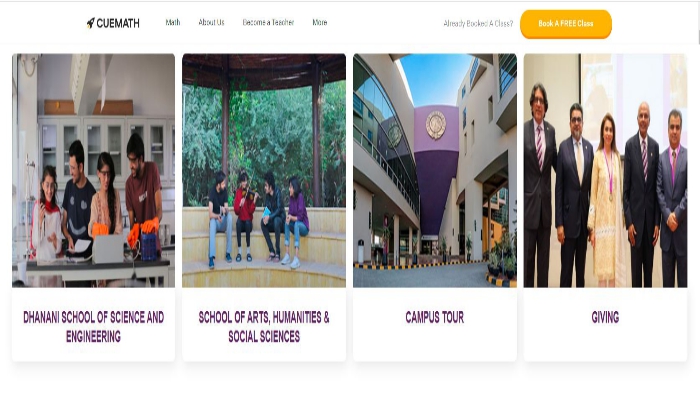 CUEMATH
Math About Us Become a Teacher More
Already Booked A Class?
Book A FREE Class
DHANANI SCHOOL OF SCIENCE AND
ENGINEERING
SCHOOL OF ARTS, HUMANITIES &
SOCIAL SCIENCES
CAMPUS TOUR
GIVING